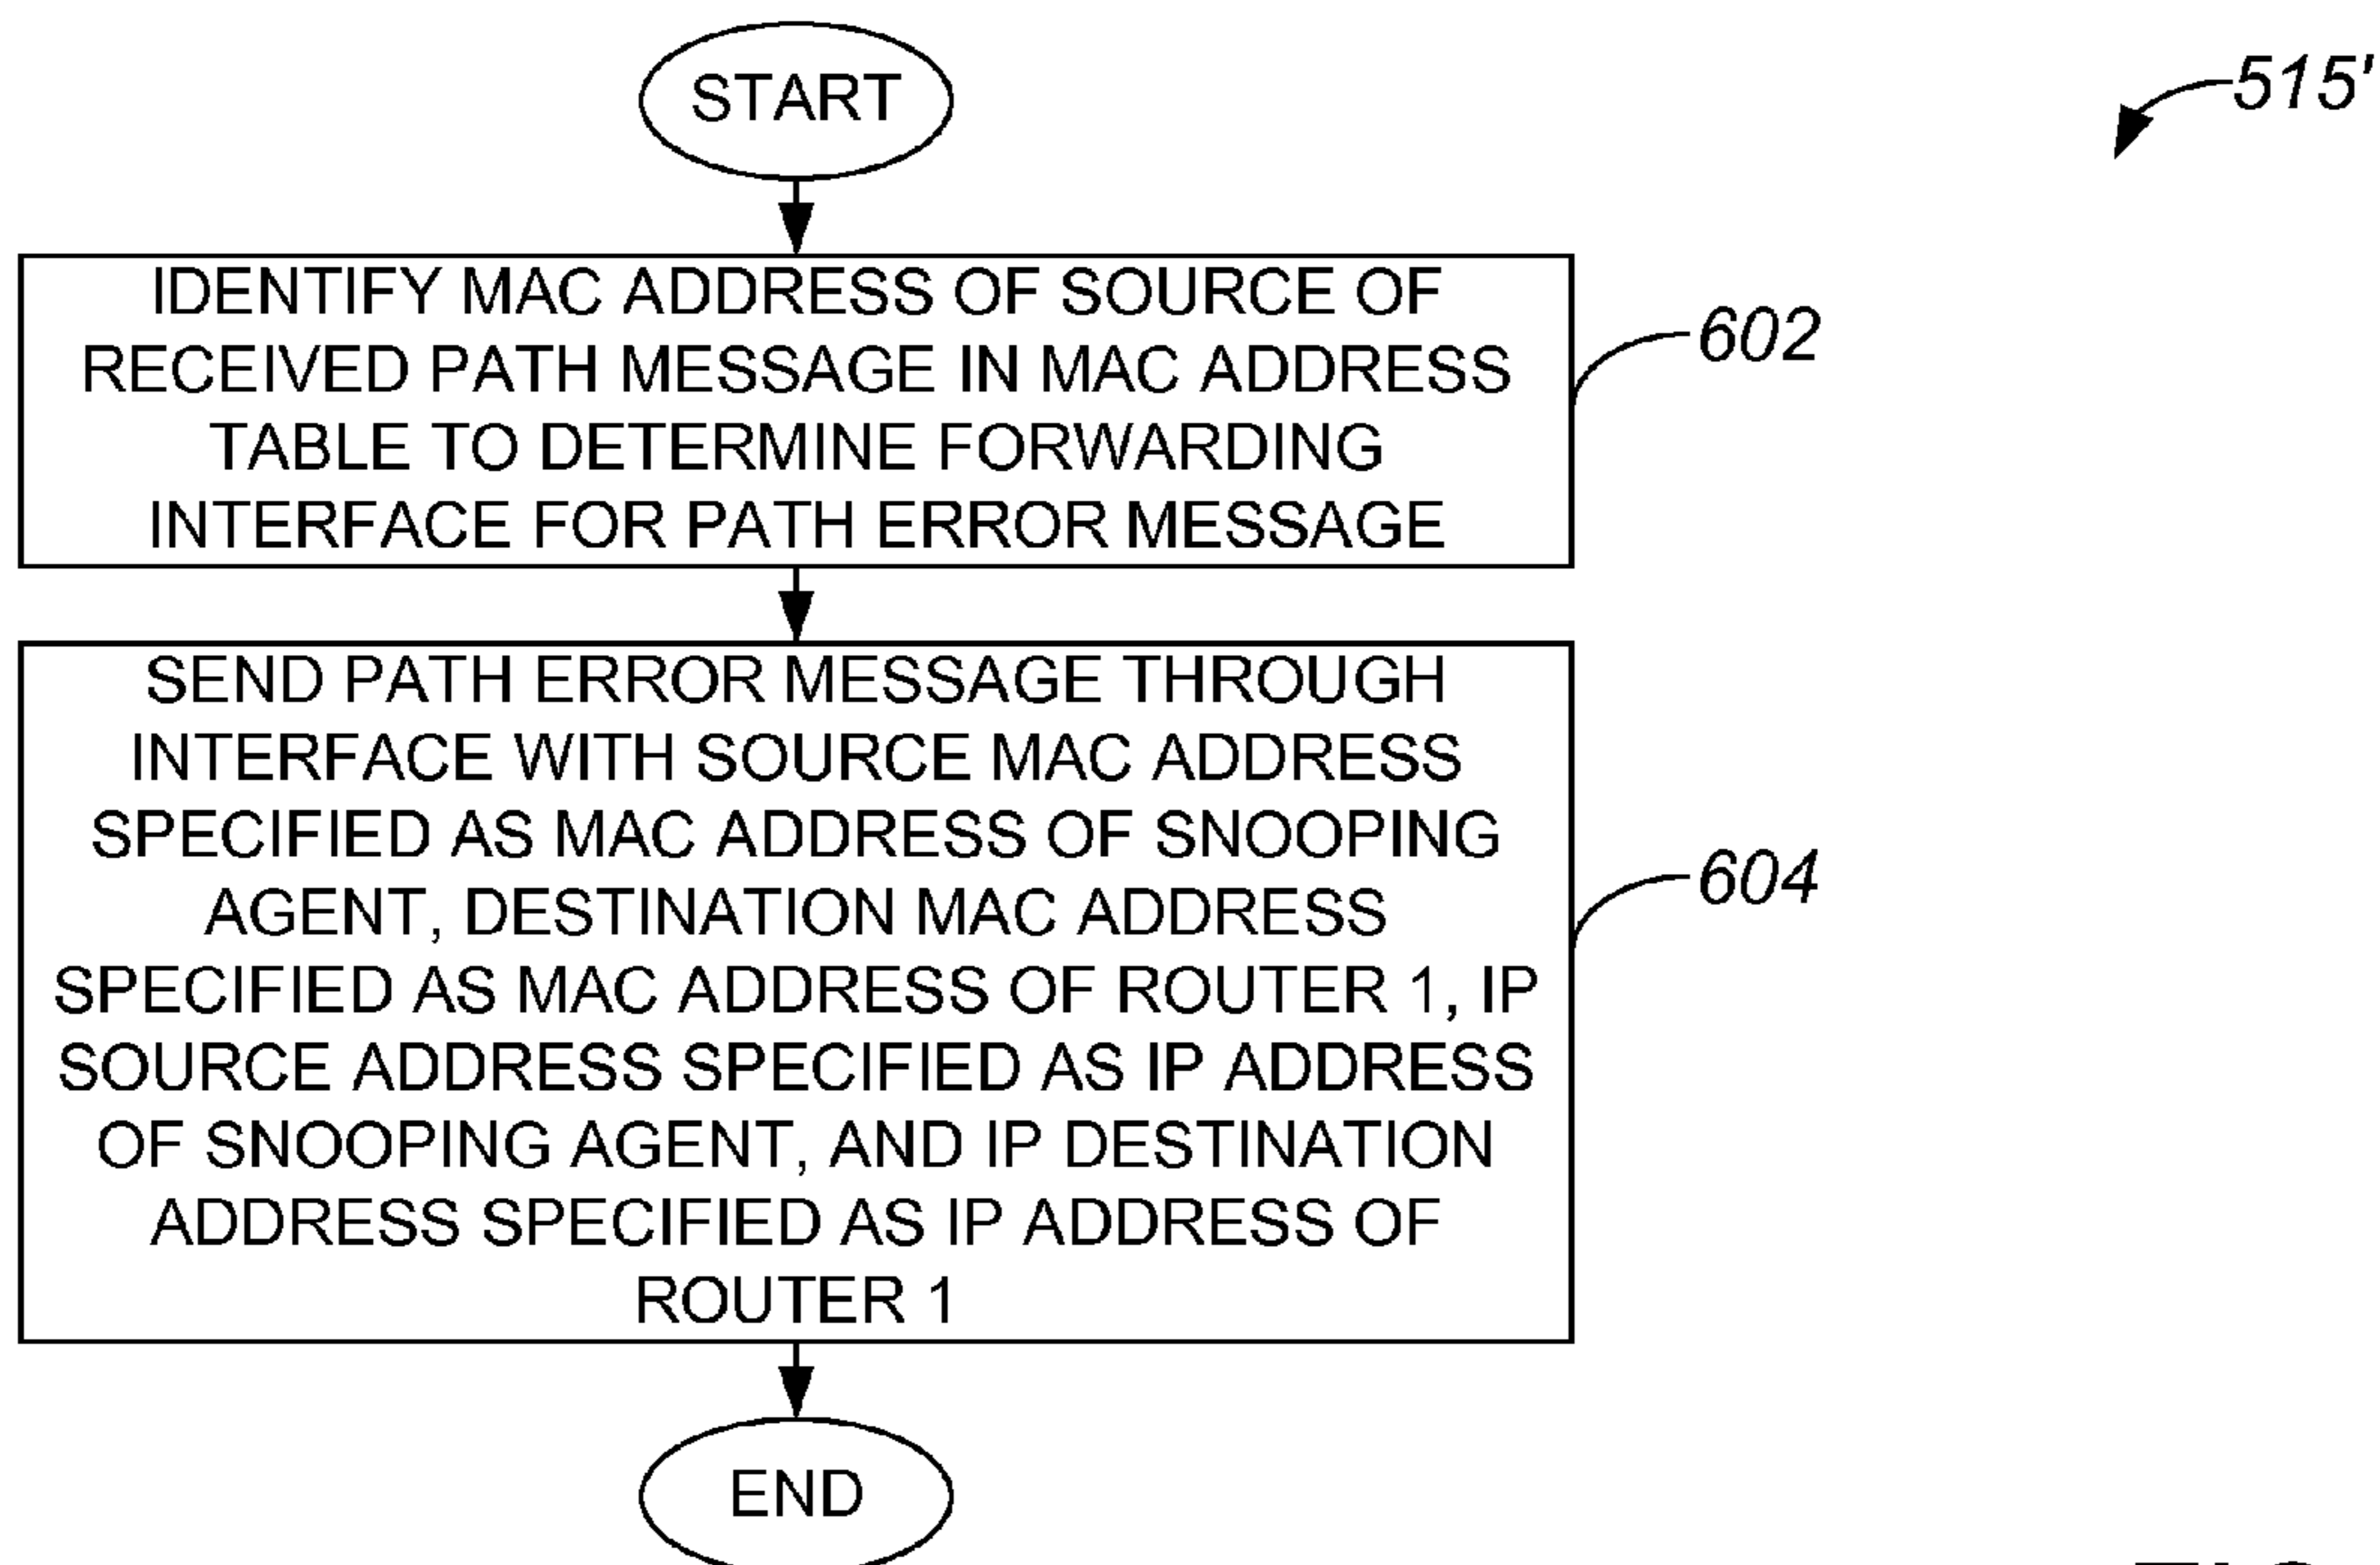 START
515'
IDENTIFY MAC ADDRESS OF SOURCE OF
RECEIVED PATH MESSAGE IN MAC ADDRESS
TABLE TO DETERMINE FORWARDING
INTERFACE FOR PATH ERROR MESSAGE
602
SEND PATH ERROR MESSAGE THROUGH
INTERFACE WITH SOURCE MAC ADDRESS
SPECIFIED AS MAC ADDRESS OF SNOOPING
AGENT, DESTINATION MAC ADDRESS
SPECIFIED AS MAC ADDRESS OF ROUTER 1, IP
SOURCE ADDRESS SPECIFIED AS IP ADDRESS
OF SNOOPING AGENT, AND IP DESTINATION
ADDRESS SPECIFIED AS IP ADDRESS OF
ROUTER 1
604
END